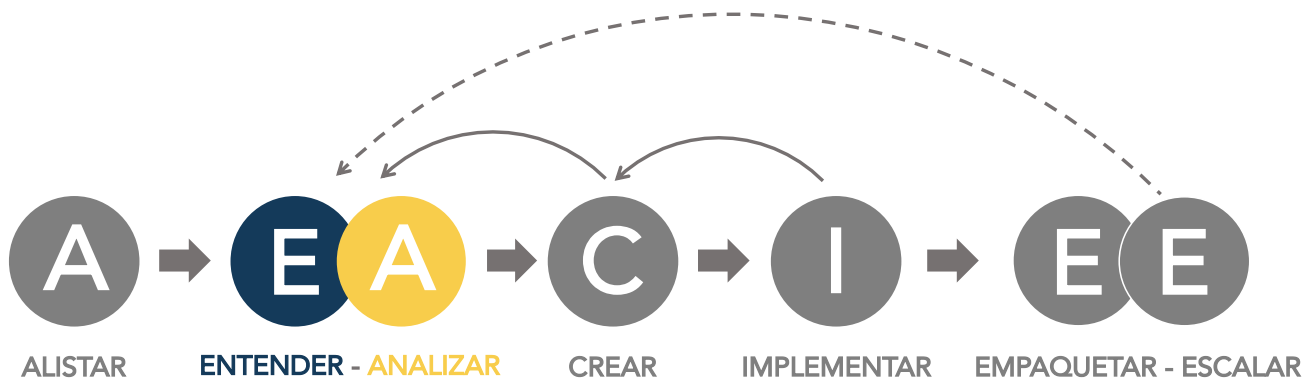 A E A C I E E
ALISTAR ENTENDER - ANALIZAR CREAR IMPLEMENTAR EMPAQUETAR - ESCALAR